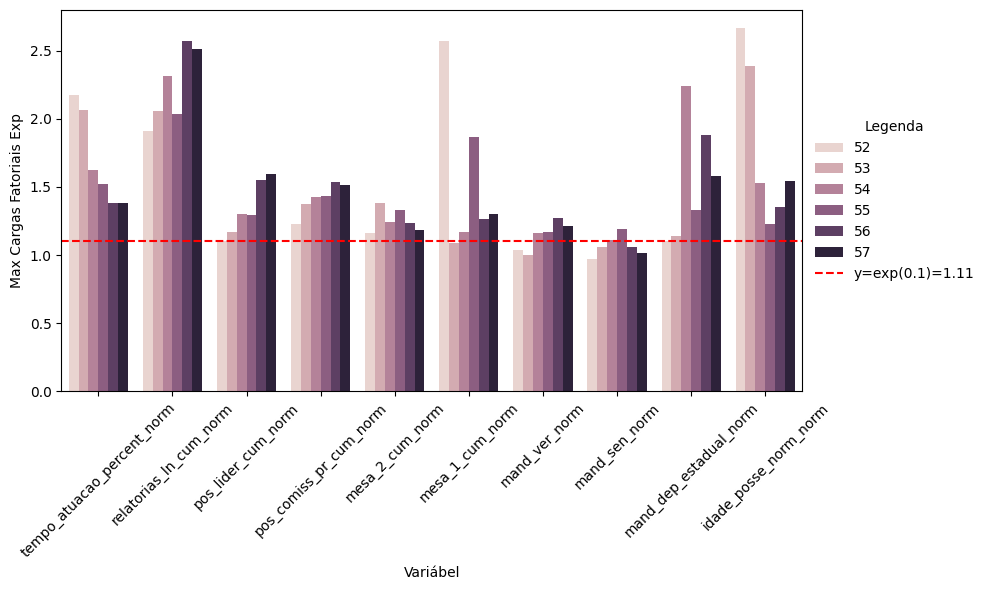 Max Cargas Fatoriais Exp
2.5
2.0
1.5
1.0
0.5
0.0
tempo_atuacao_percent_norm
relatorias_ln_cum_norm
pos_lider_cum_norm
pos_comiss_pr_cum_norm
mesa_2_cum_norm
mesa_1_cum_norm
mand_ver_norm
mand_sen_norm
mand_dep_estadual_norm
idade_posse_norm_norm
Variábel
Legenda
52
53
54
55
56
57
y=exp(0.1)=1.11